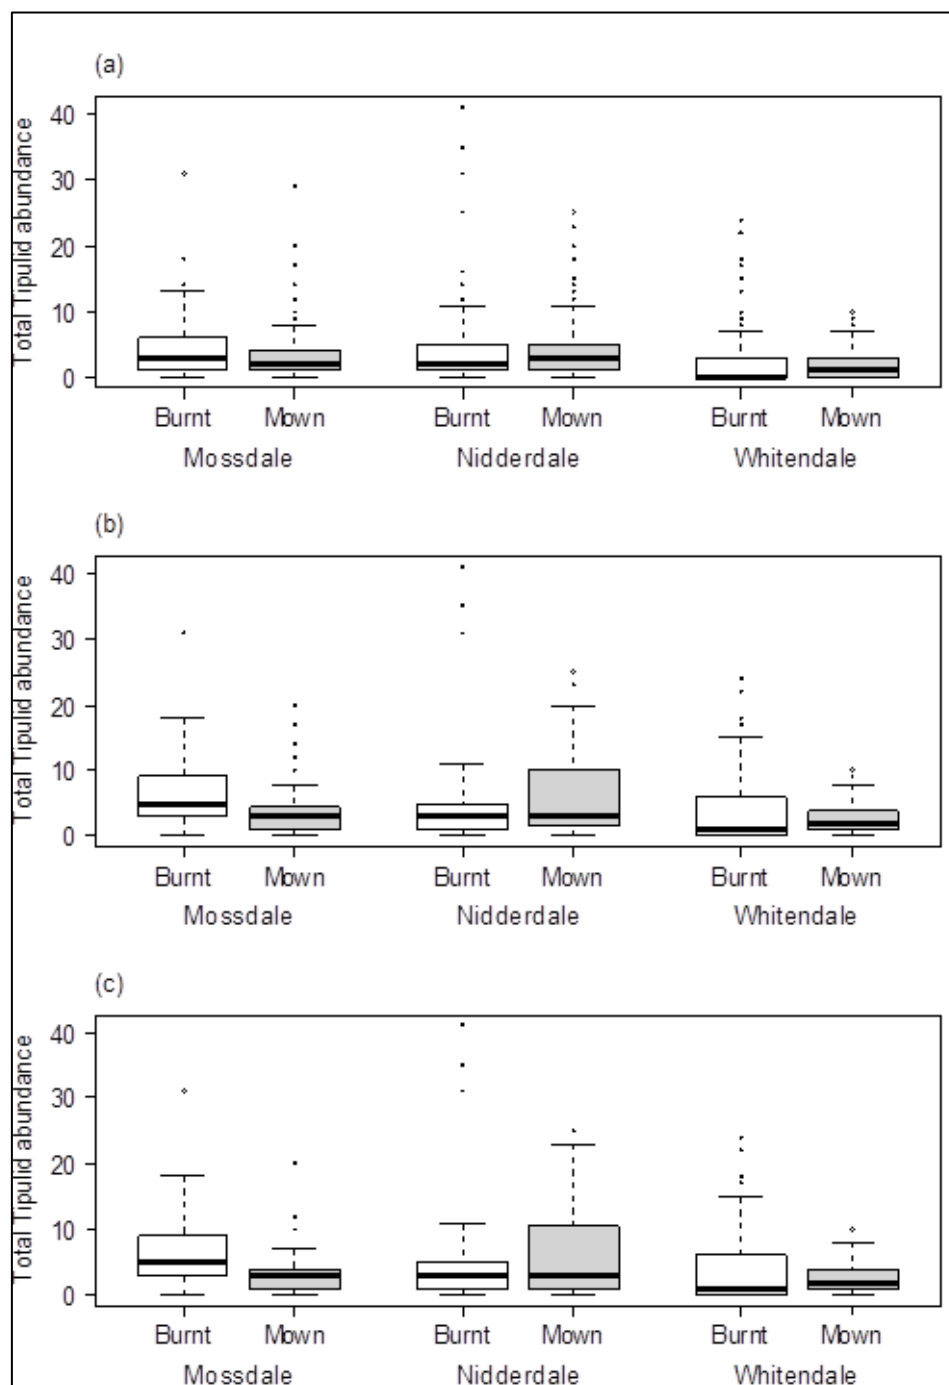 (a)
Total Tipulid abundance
40
30
20
10
0
Burnt Mown Burnt Mown Burnt Mown
Mossdale Nidderdale Whitendale
(b)
Total Tipulid abundance
40
30
20
10
0
Burnt Mown Burnt Mown Burnt Mown
Mossdale Nidderdale Whitendale
(c)
Total Tipulid abundance
40
30
20
10
0
Burnt Mown Burnt Mown Burnt Mown
Mossdale Nidderdale Whitendale